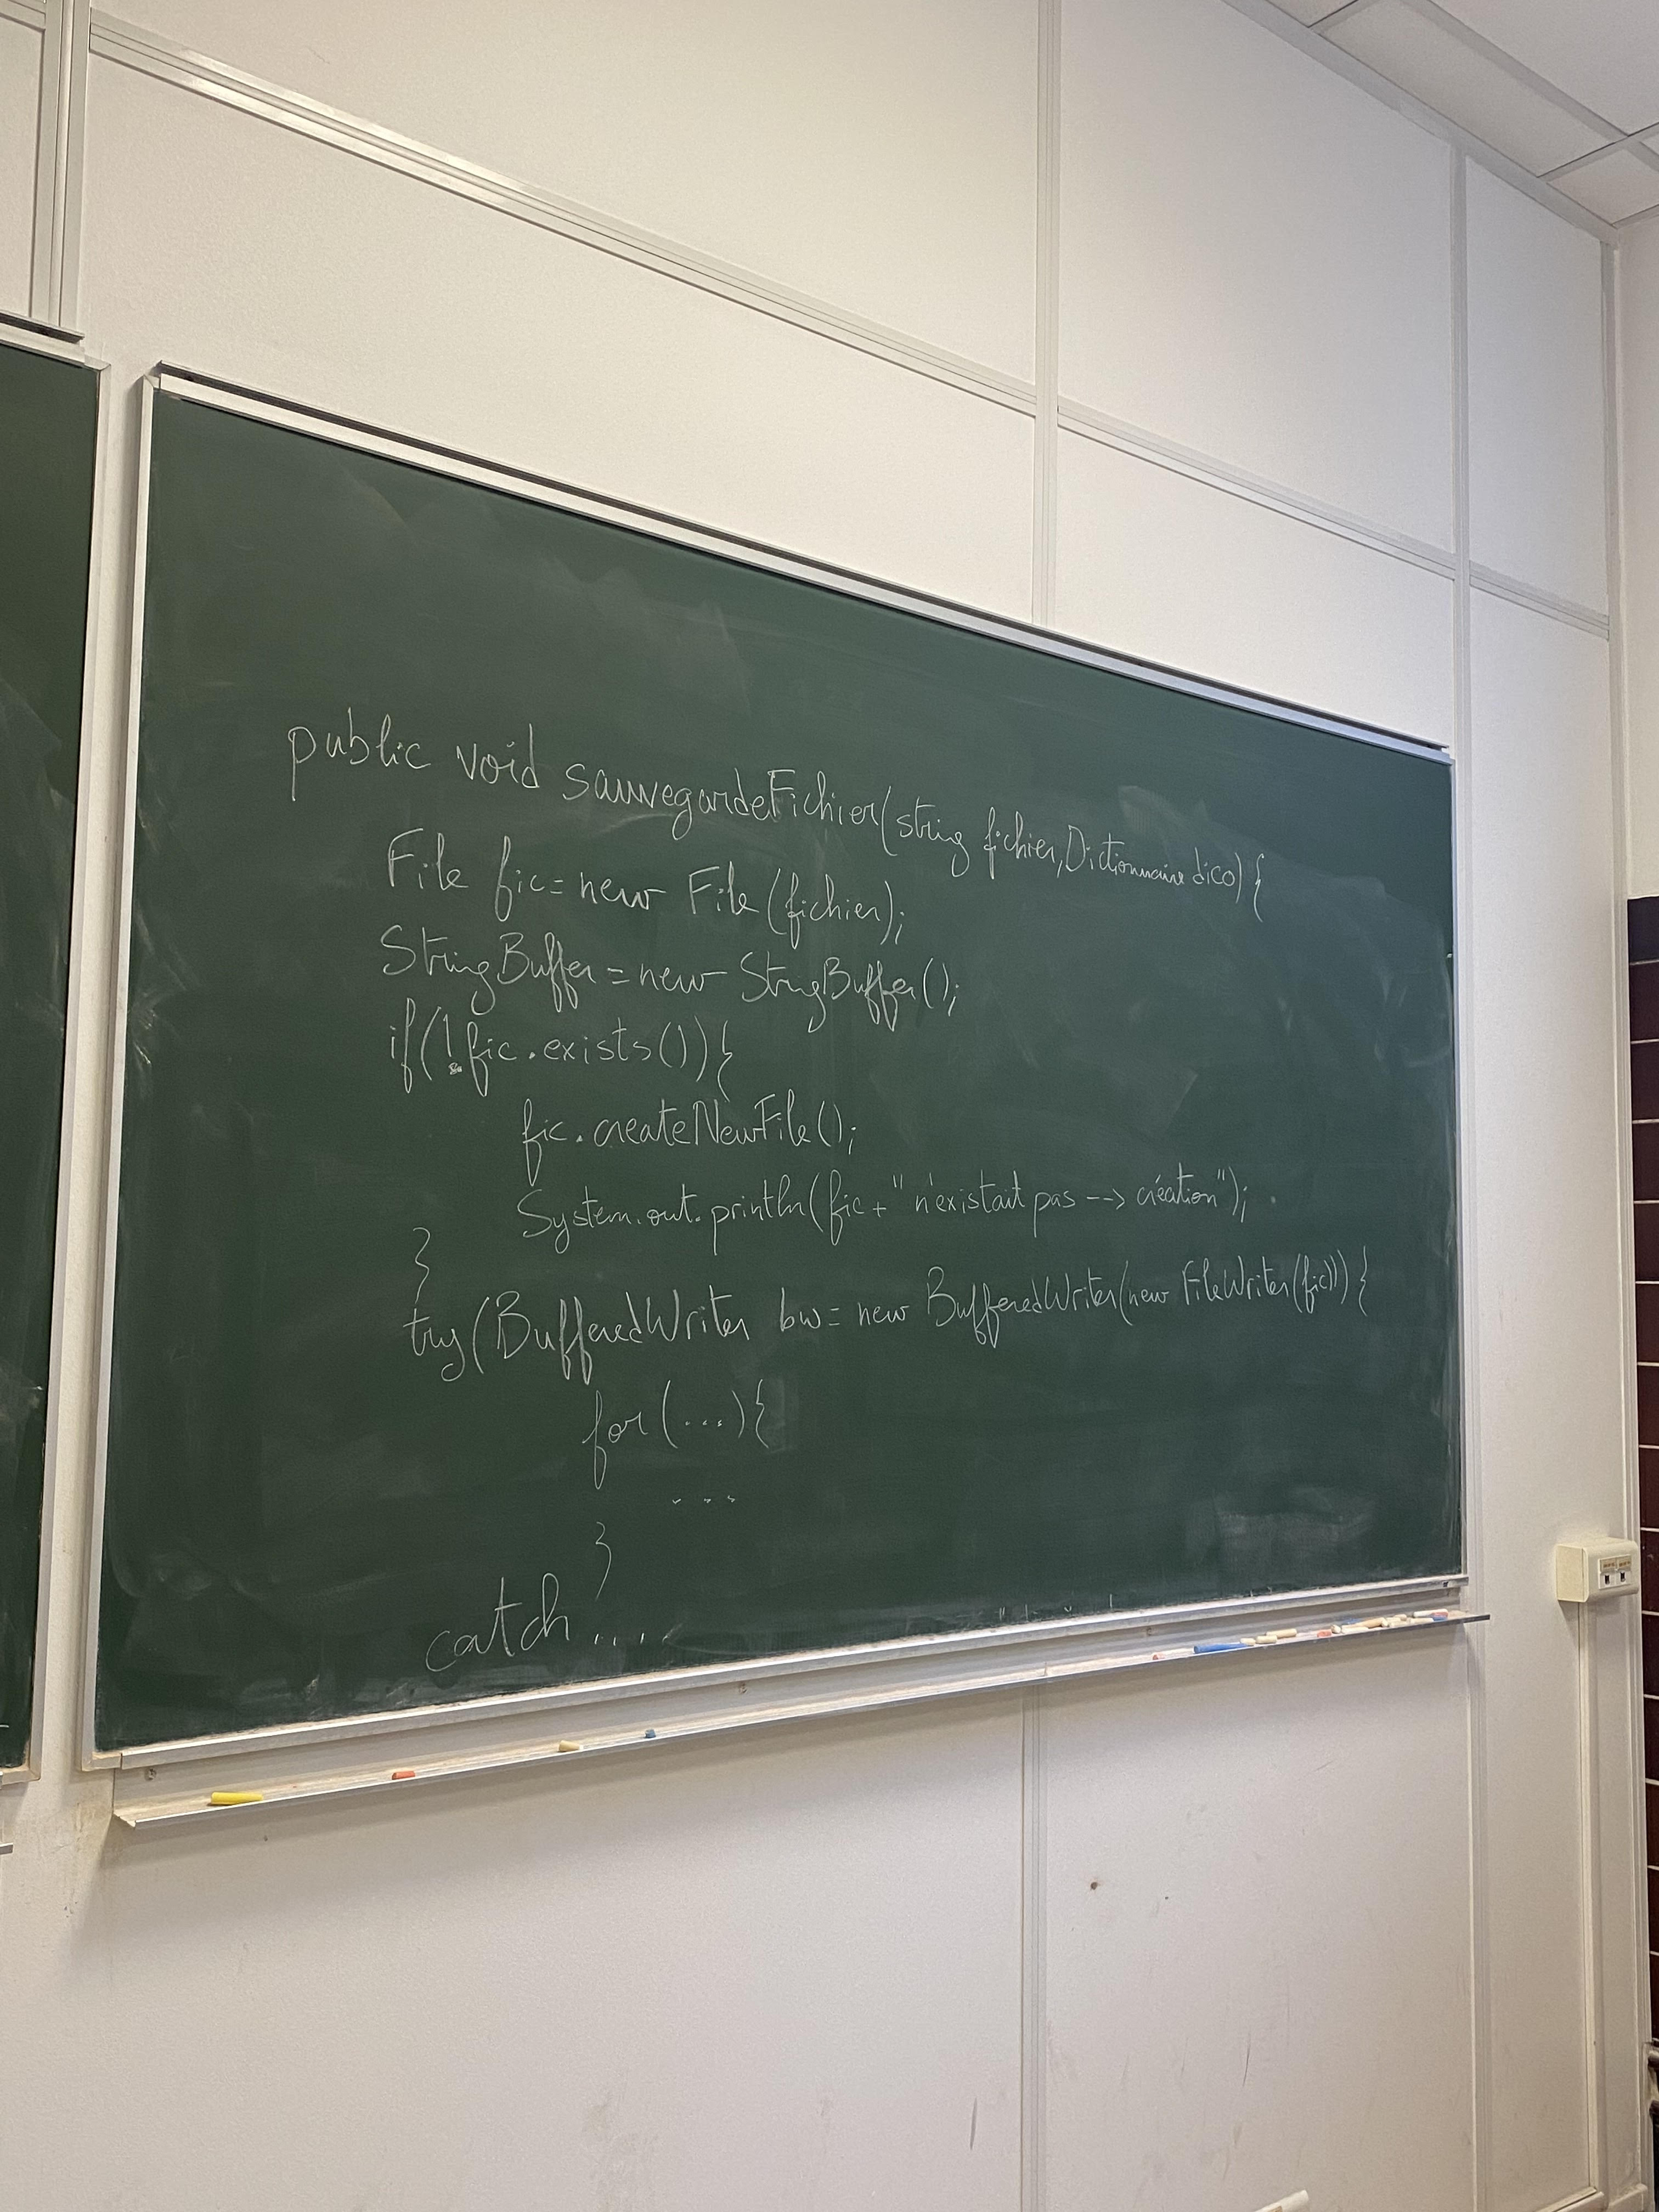 public void sauvegardeFichier(string fichier, Dictionnaire dico) {
File fic = new File (fichier);
StringBuffer = new StringBuffer();
if(!fic.exists()){
fic.createNewFile();
System.out.println(fic + " n'existait pas --> création");
}
try(BufferedWriter bw = new BufferedWriter(new FileWriter(fic)) {
for(...){
...
}
catch ....